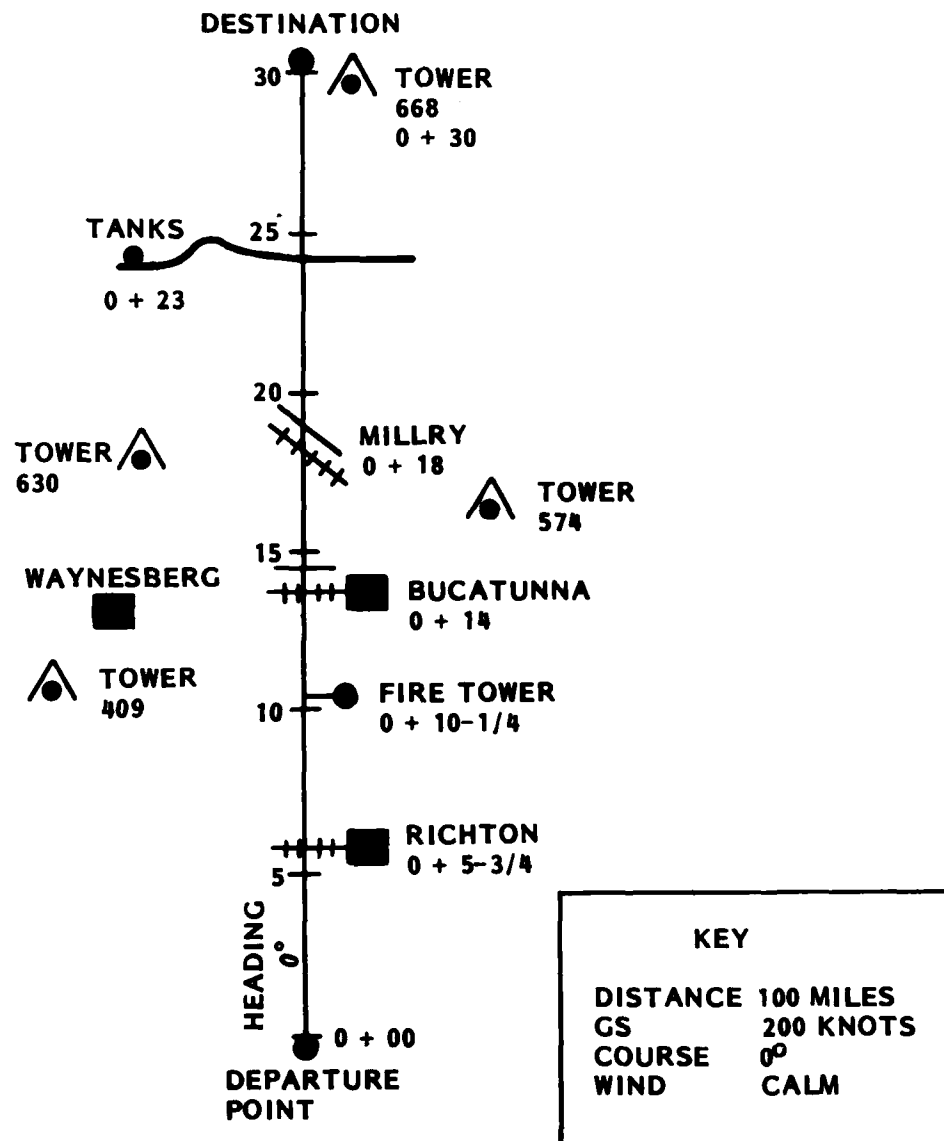 DESTINATION
30
TOWER
668
0 + 30
TANKS
25
0 + 23
20
MILLRY
0 + 18
TOWER
630
TOWER
574
15
WAYNESBERG
BUCATUNNA
0 + 14
TOWER
409
FIRE TOWER
0 + 10-1/4
10
RICHTON
0 + 5-3/4
5
HEADING 0°
0 + 00
DEPARTURE
POINT
KEY
DISTANCE 100 MILES
GS 200 KNOTS
COURSE 0°
WIND CALM